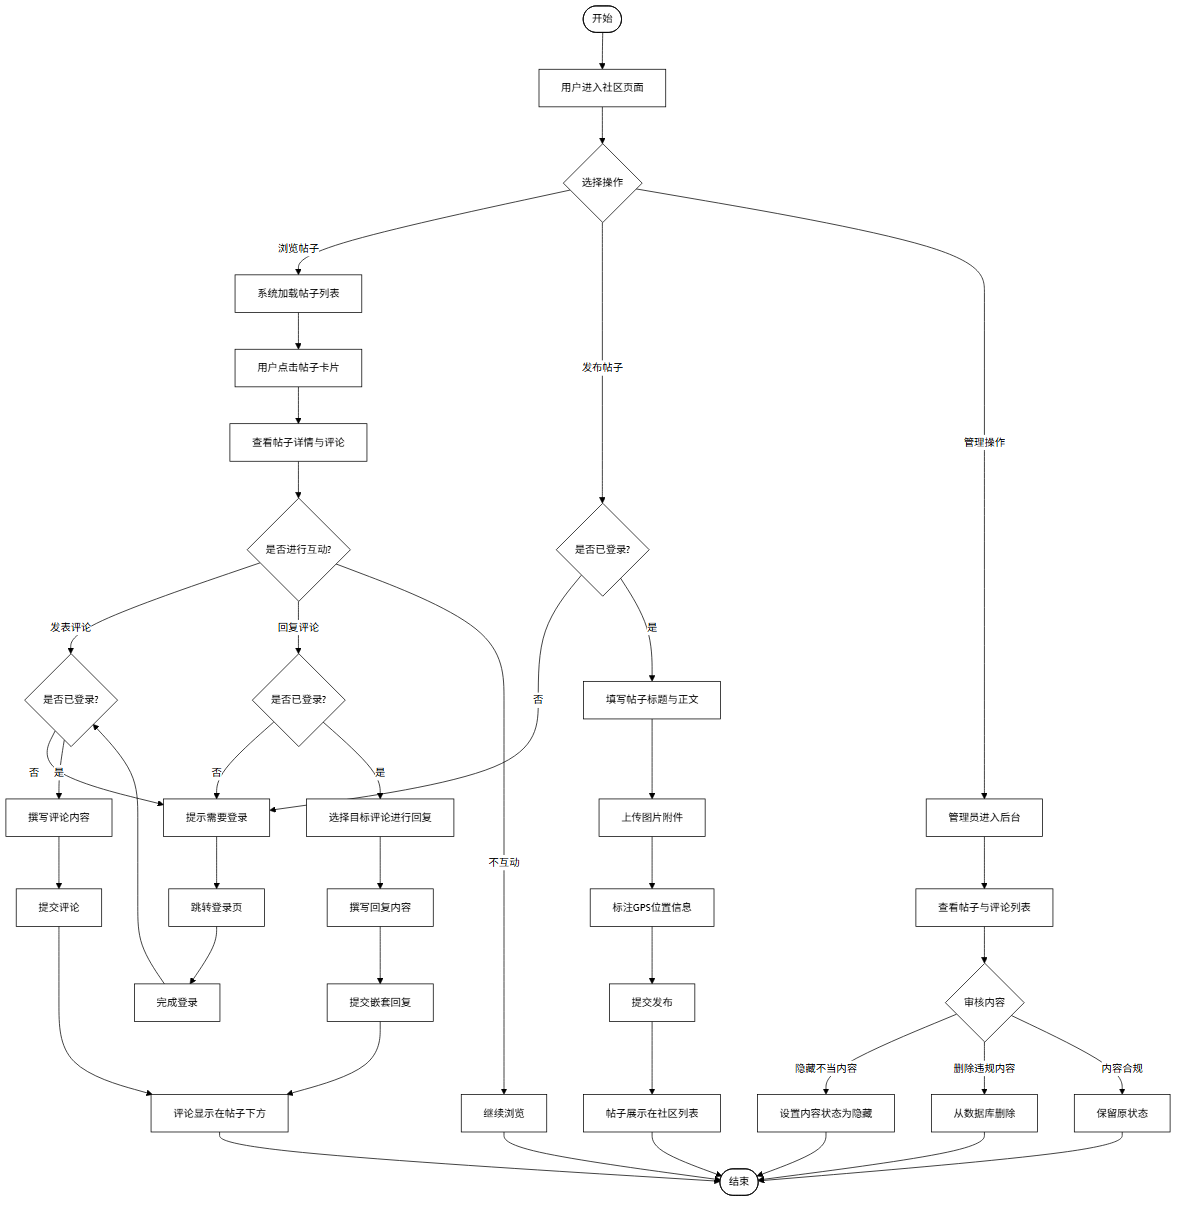 开始
用户进入社区页面
选择操作
浏览帖子
系统加载帖子列表
用户点击帖子卡片
发布帖子
查看帖子详情与评论
管理操作
是否进行互动?
是否已登录?
发表评论
回复评论
是
是否已登录?
是否已登录?
否
填写帖子标题与正文
否
是
否
是
撰写评论内容
提示需要登录
选择目标评论进行回复
上传图片附件
管理员进入后台
不互动
提交评论
跳转登录页
撰写回复内容
标注GPS位置信息
查看帖子与评论列表
完成登录
提交嵌套回复
提交发布
审核内容
隐藏不当内容
删除违规内容
内容合规
评论显示在帖子下方
继续浏览
帖子展示在社区列表
设置内容状态为隐藏
从数据库删除
保留原状态
结束